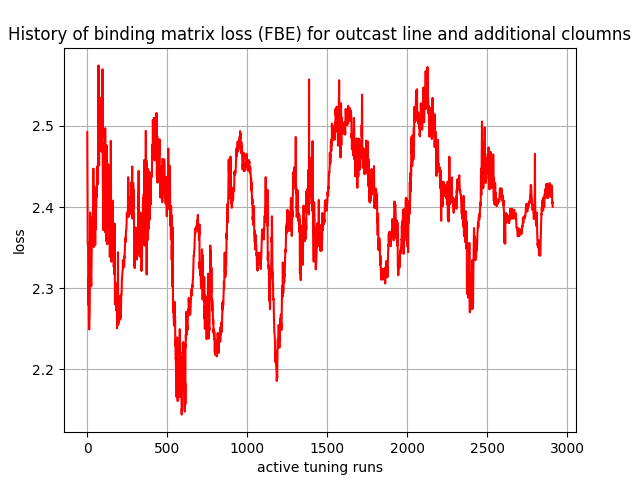 History of binding matrix loss (FBE) for outcast line and additional cloumns
loss
2.5
2.4
2.3
2.2
0 500 1000 1500 2000 2500 3000
active tuning runs